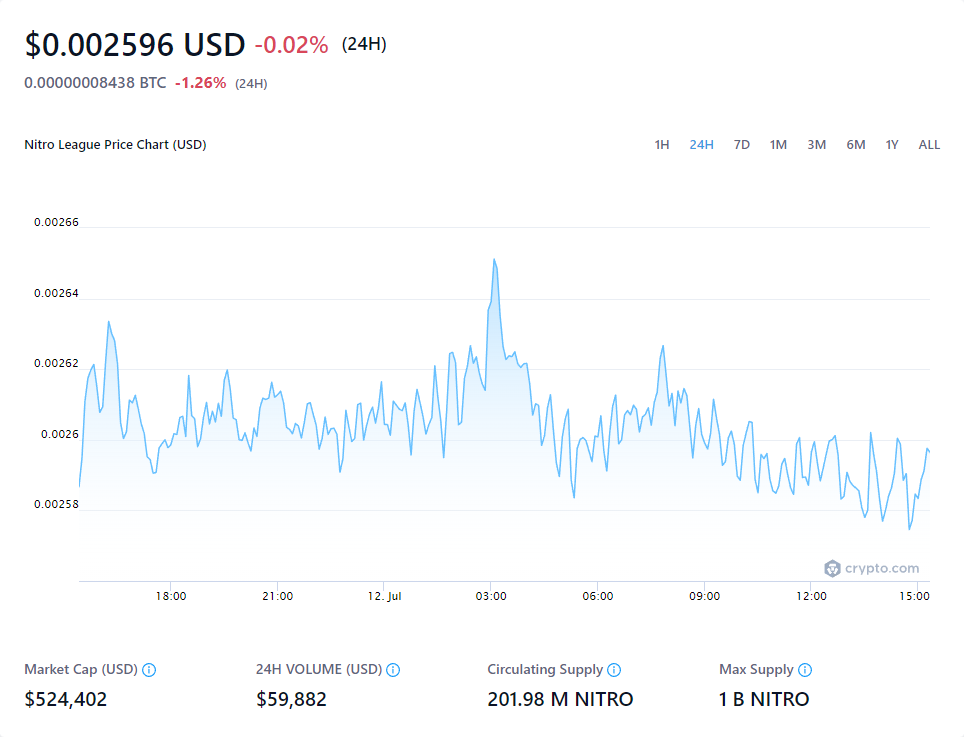 $0.002596 USD -0.02% (24H)
0.00000008438 BTC -1.26% (24H)
Nitro League Price Chart (USD) 1H 24H 7D 1M 3M 6M 1Y ALL
0.00266
0.00264
0.00262
0.0026
0.00258
crypto.com
18:00 21:00 12. Jul 03:00 06:00 09:00 12:00 15:00
Market Cap (USD) 24H VOLUME (USD) Circulating Supply Max Supply
$524,402 $59,882 201.98 M NITRO 1 B NITRO